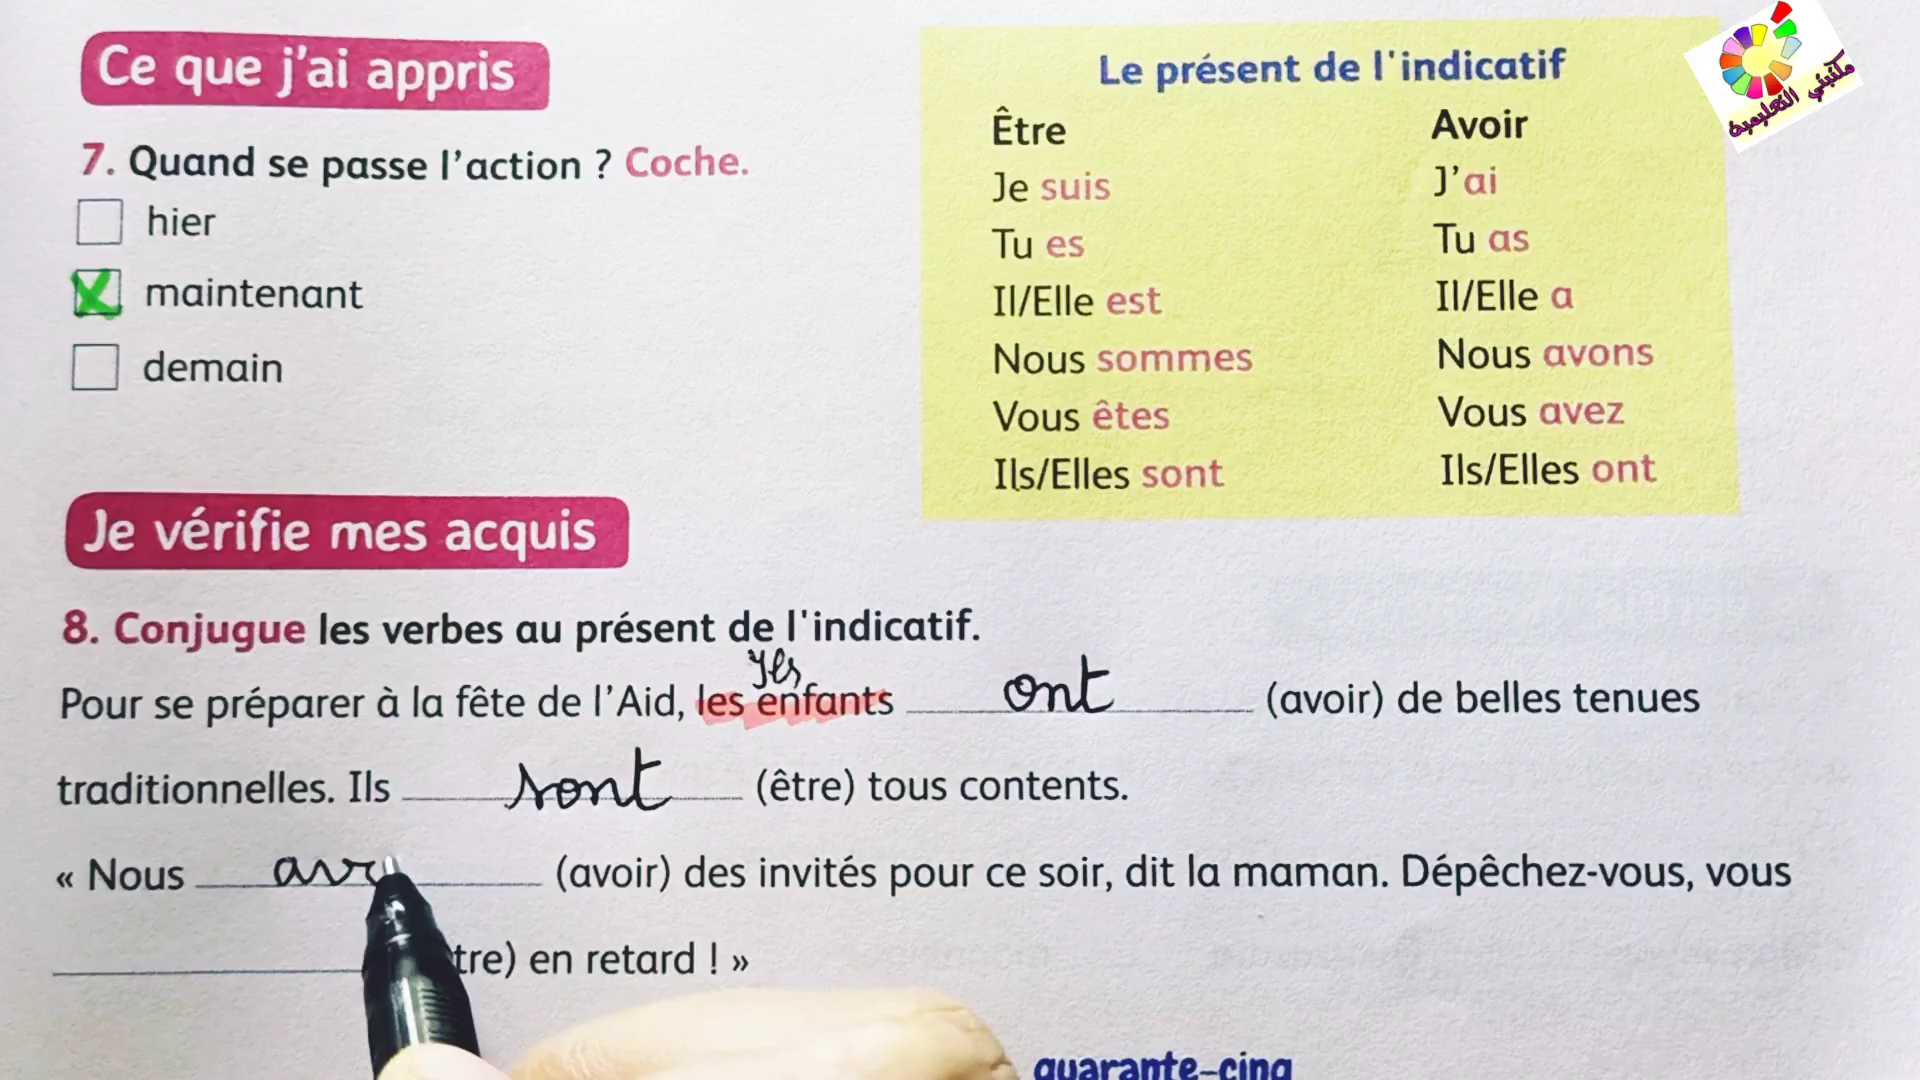 Ce que j'ai appris
7. Quand se passe l'action ? Coche.
hier
maintenant
demain
Le présent de l'indicatif
Être
Je suis
Tu es
Il/Elle est
Nous sommes
Vous êtes
Ils/Elles sont
Avoir
J'ai
Tu as
Il/Elle a
Nous avons
Vous avez
Ils/Elles ont
مكتبتي التعليمية
Je vérifie mes acquis
8. Conjugue les verbes au présent de l'indicatif.
Ils
Pour se préparer à la fête de l'Aid, les enfants ont (avoir) de belles tenues
traditionnelles. Ils sont (être) tous contents.
« Nous av (avoir) des invités pour ce soir, dit la maman. Dépêchez-vous, vous
tre) en retard ! »
quarante-cinq